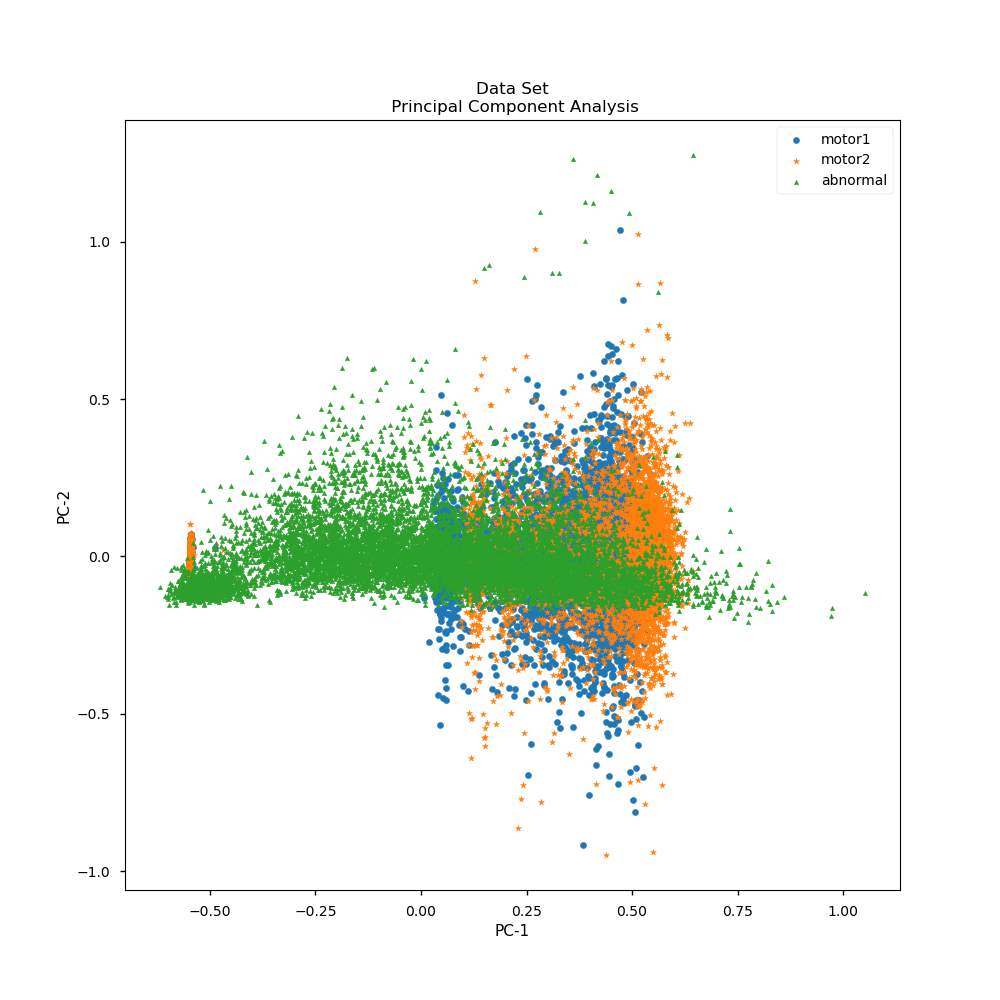 Data Set
Principal Component Analysis
motor1
motor2
abnormal
1.0
0.5
0.0
−0.5
−1.0
PC-2
−0.50
−0.25
0.00
0.25
0.50
0.75
1.00
PC-1